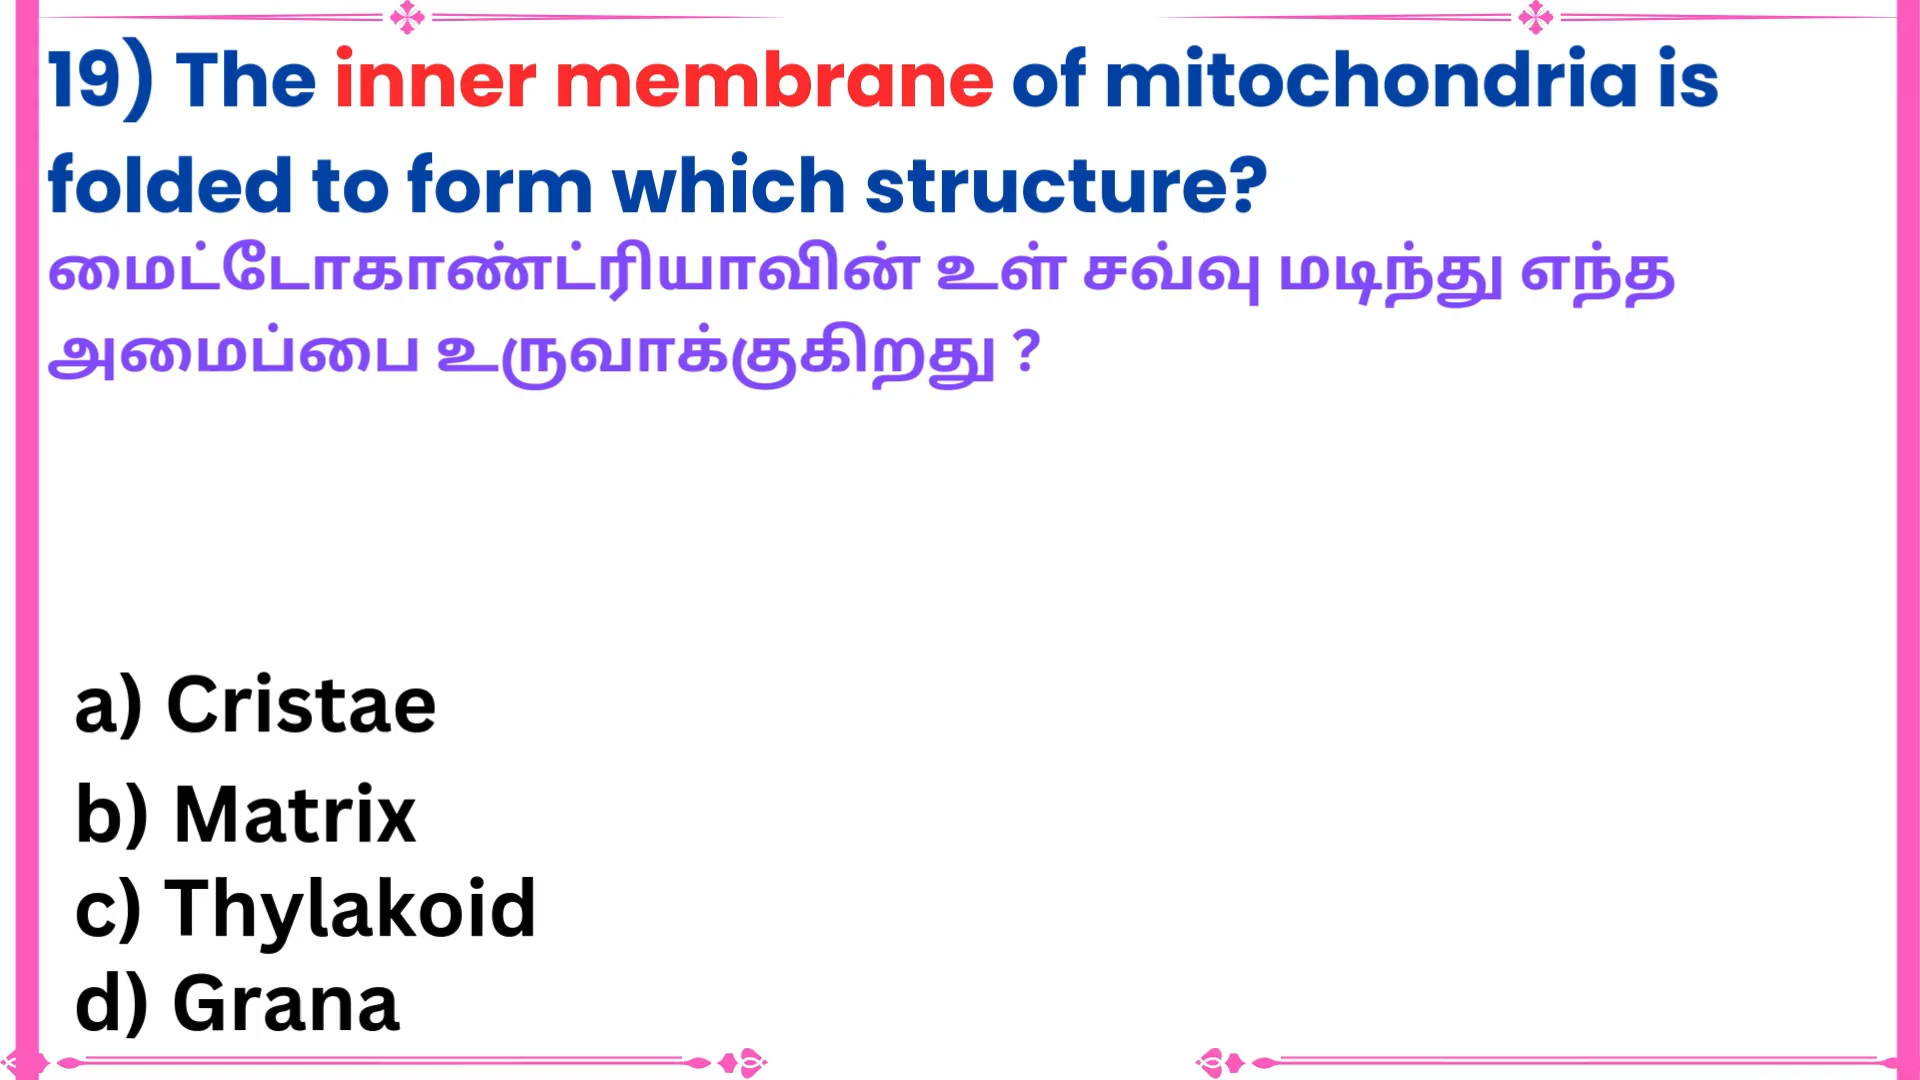 19) The inner membrane of mitochondria is
folded to form which structure?
மைட்டோகாண்ட்ரியாவின் உள் சவ்வு மடிந்து எந்த
அமைப்பை உருவாக்குகிறது ?
a) Cristae
b) Matrix
c) Thylakoid
d) Grana